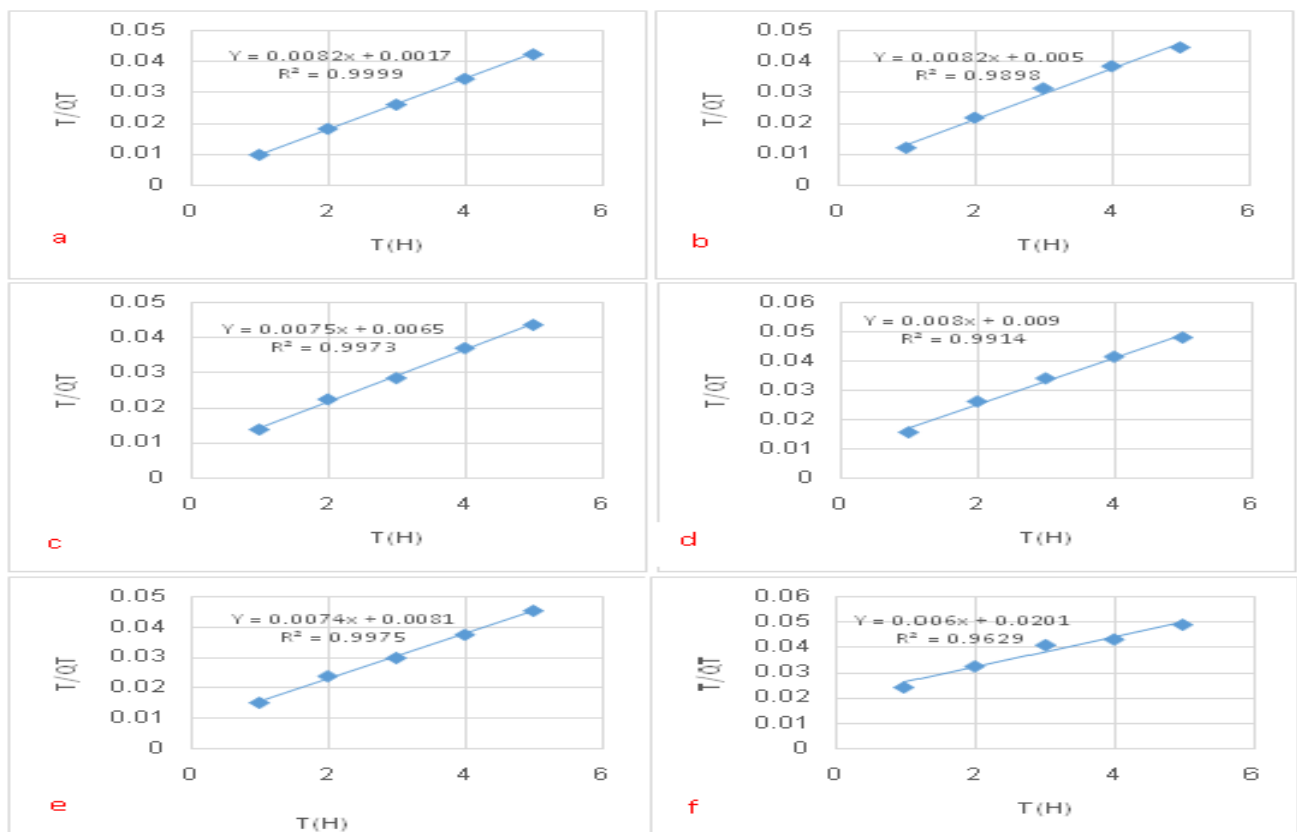 0.05
0.04
0.03
0.02
0.01
0
T/QT
Y = 0.0082x + 0.0017
R² = 0.9999
0 2 4 6
T(H)
a
0.05
0.04
0.03
0.02
0.01
0
T/QT
Y = 0.0082x + 0.005
R² = 0.9898
0 2 4 6
T(H)
b
0.05
0.04
0.03
0.02
0.01
0
T/QT
Y = 0.0075x + 0.0065
R² = 0.9973
0 2 4 6
T(H)
c
0.06
0.05
0.04
0.03
0.02
0.01
0
T/QT
Y = 0.008x + 0.009
R² = 0.9914
0 2 4 6
T(H)
d
0.05
0.04
0.03
0.02
0.01
0
T/QT
Y = 0.0074x + 0.0081
R² = 0.9975
0 2 4 6
T(H)
e
0.06
0.05
0.04
0.03
0.02
0.01
0
T/QT
Y = 0.006x + 0.0201
R² = 0.9629
0 2 4 6
T(H)
f